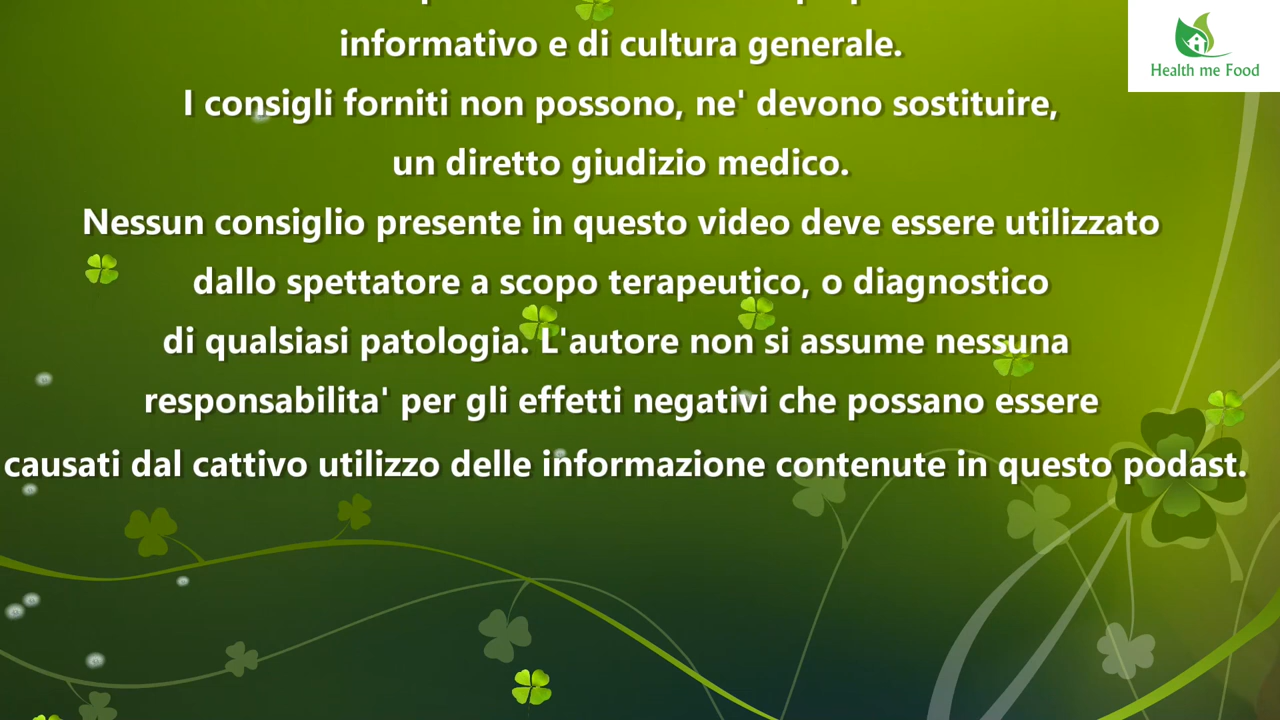 informativo e di cultura generale.
I consigli forniti non possono, ne' devono sostituire,
un diretto giudizio medico.
Nessun consiglio presente in questo video deve essere utilizzato
dallo spettatore a scopo terapeutico, o diagnostico
di qualsiasi patologia. L'autore non si assume nessuna
responsabilita' per gli effetti negativi che possano essere
causati dal cattivo utilizzo delle informazione contenute in questo podast.
Health me Food